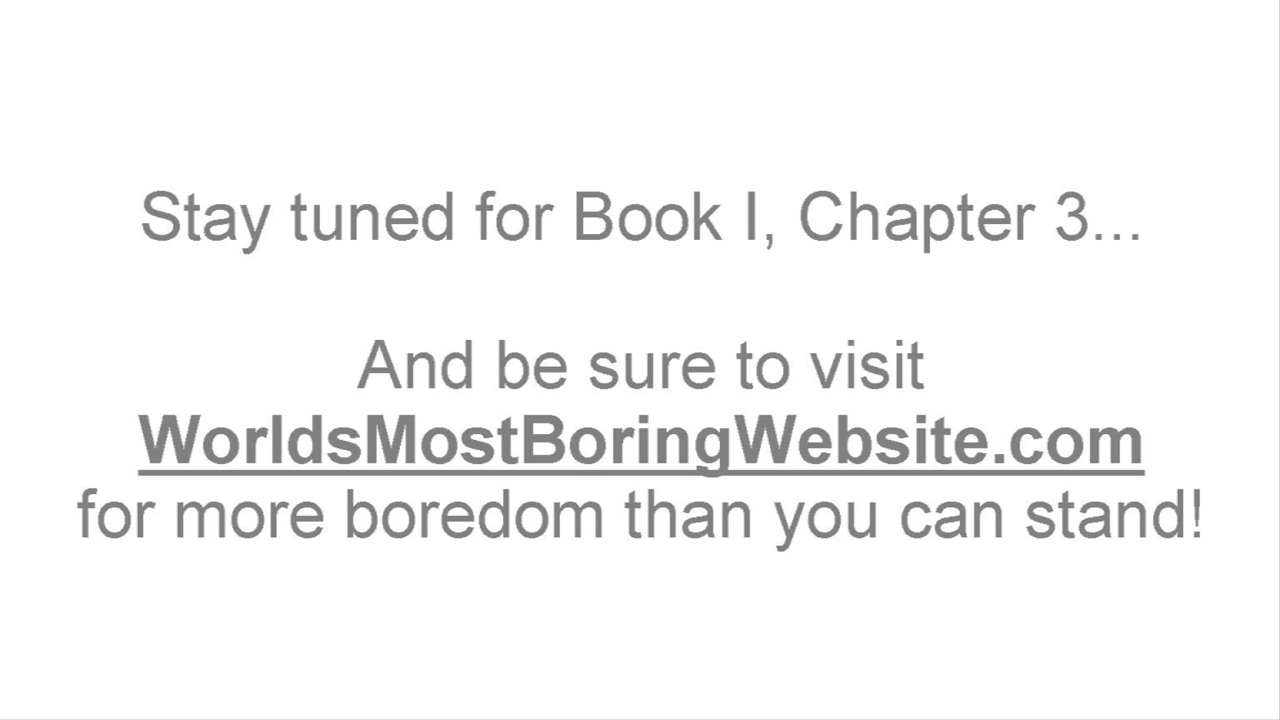 Stay tuned for Book I, Chapter 3...
And be sure to visit
WorldsMostBoringWebsite.com
for more boredom than you can stand!